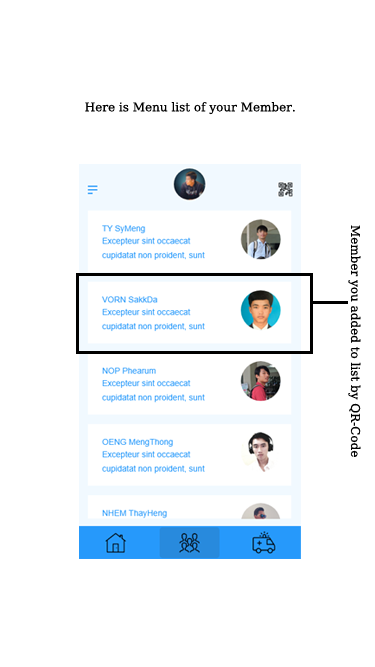 Here is Menu list of your Member.
TY SyMeng
Excepteur sint occaecat
cupidatat non proident, sunt
VORN SakkDa
Excepteur sint occaecat
cupidatat non proident, sunt
Member you added to list by QR-Code
NOP Phearum
Excepteur sint occaecat
cupidatat non proident, sunt
OENG MengThong
Excepteur sint occaecat
cupidatat non proident, sunt
NHEM ThayHeng